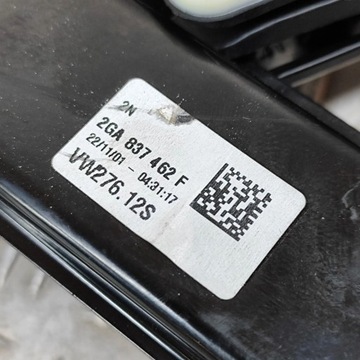 2N
2GA 837 462 F
22/11/01 - 04:31:17
VW276.12S